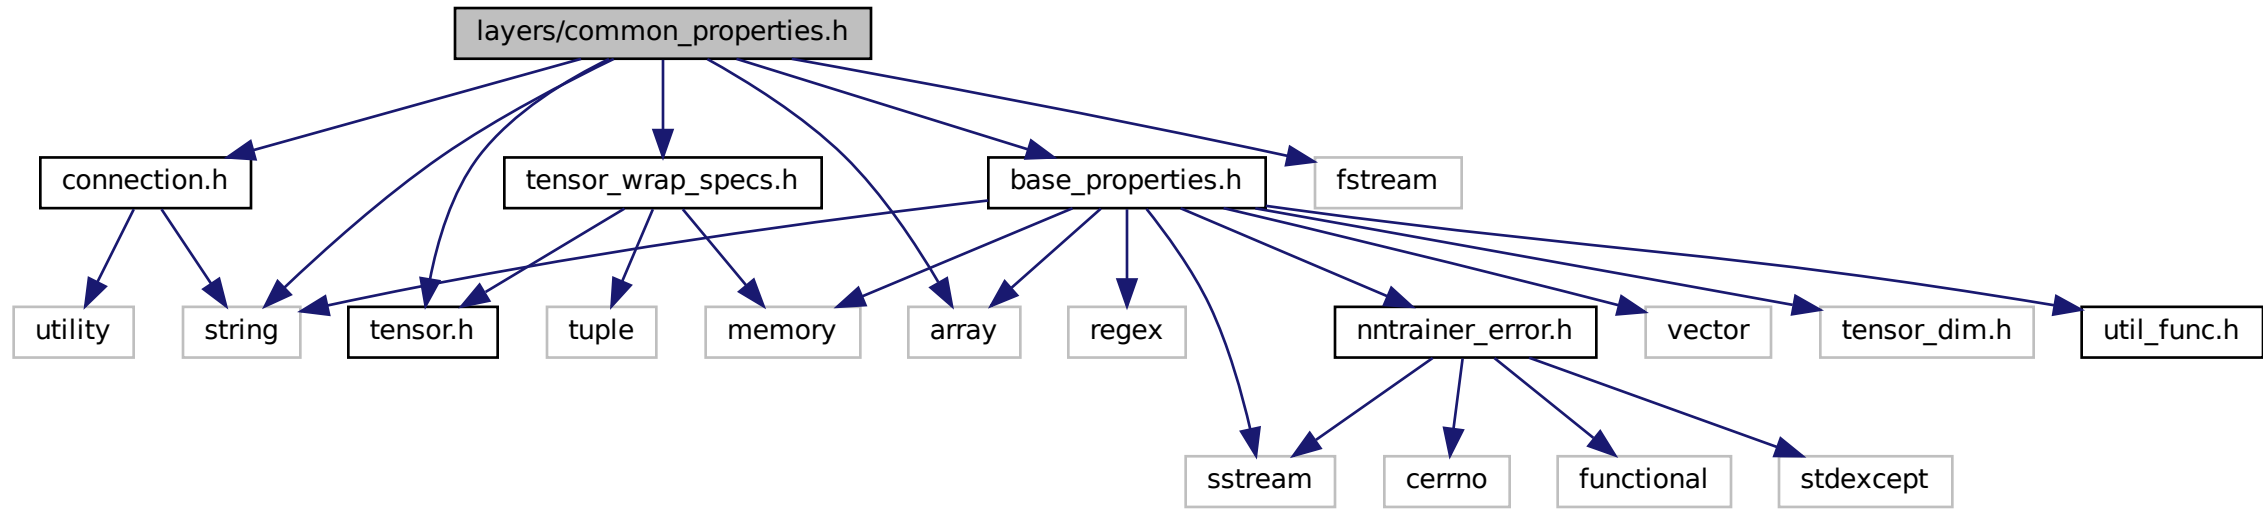 layers/common_properties.h
connection.h
tensor_wrap_specs.h
base_properties.h
fstream
utility
string
tensor.h
tuple
memory
array
regex
nntrainer_error.h
vector
tensor_dim.h
util_func.h
sstream
cerrno
functional
stdexcept